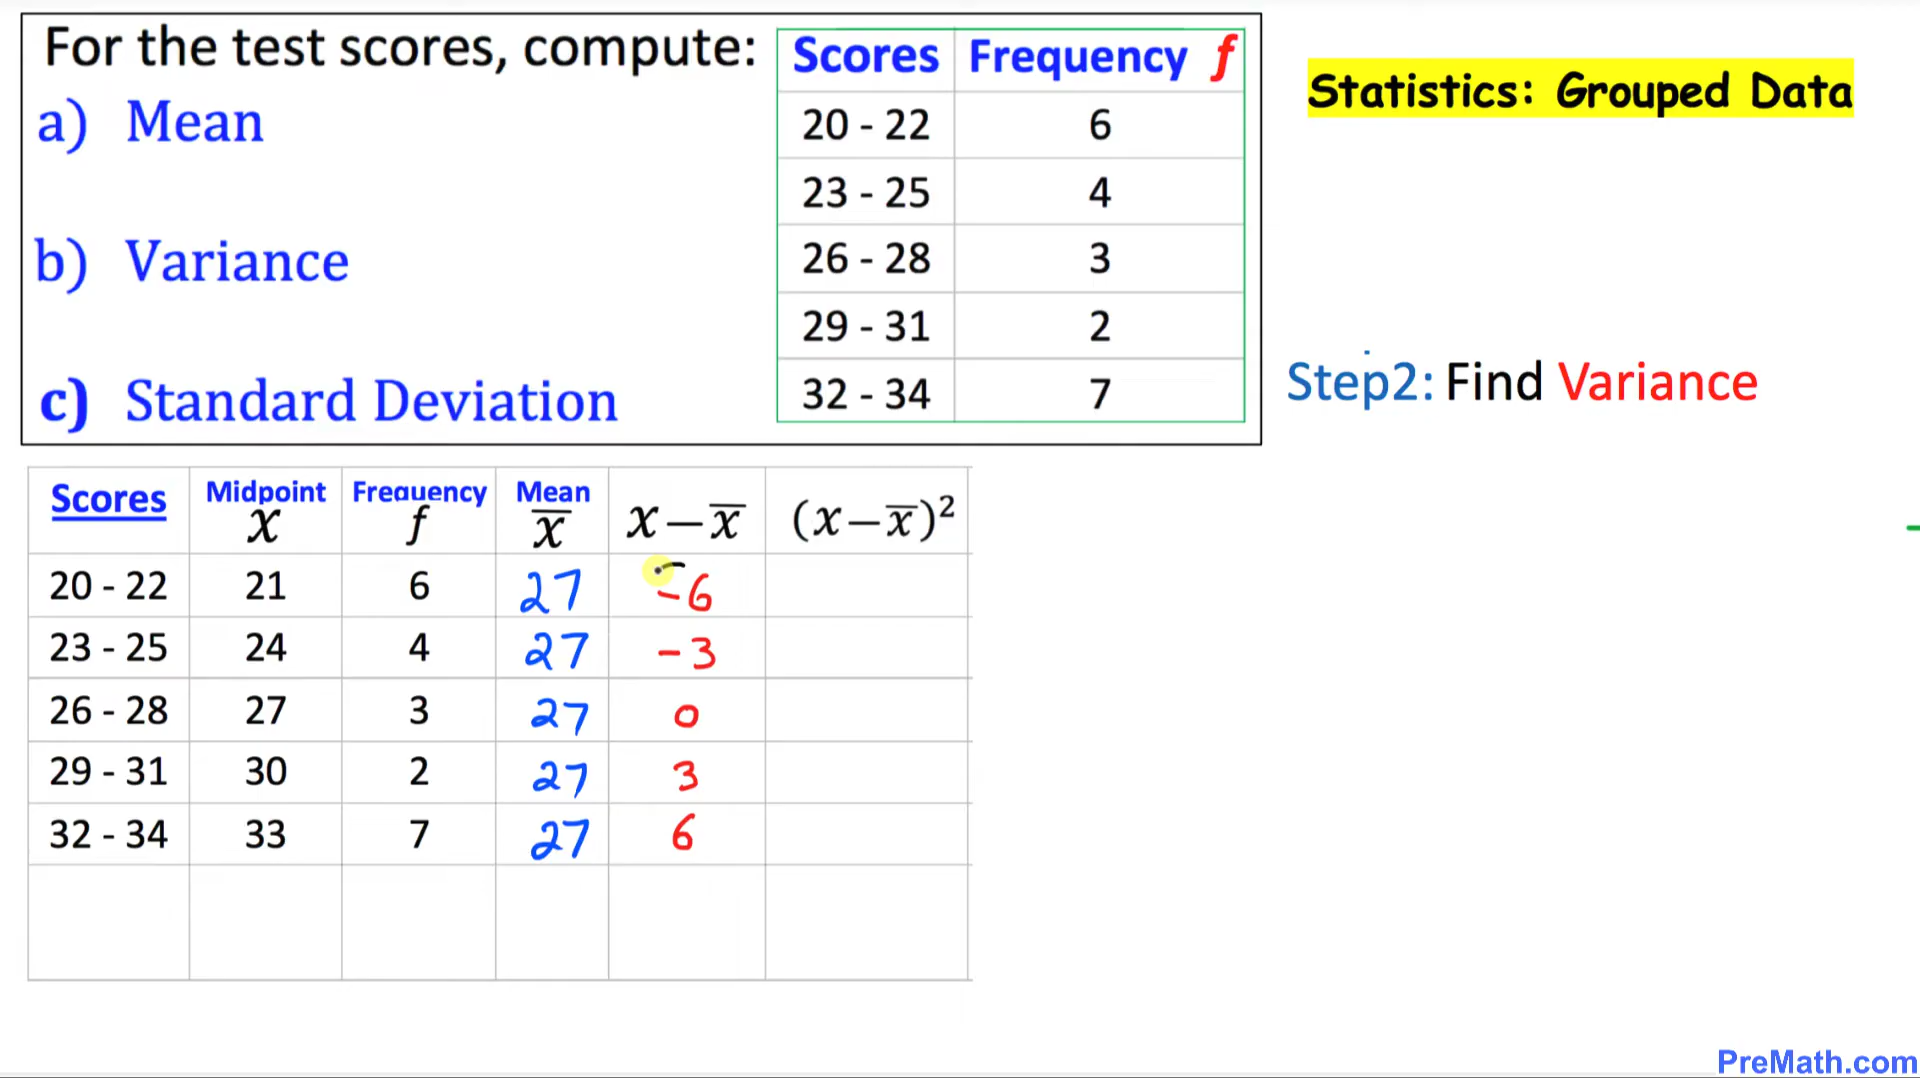 For the test scores, compute:
a) Mean
b) Variance
c) Standard Deviation
Scores Frequency f
20 - 22 6
23 - 25 4
26 - 28 3
29 - 31 2
32 - 34 7
Statistics: Grouped Data
Step2: Find Variance
Scores Midpoint x Frequency f Mean x̅ x – x̅ (x – x̅)²
20 - 22 21 6 27 -6
23 - 25 24 4 27 -3
26 - 28 27 3 27 0
29 - 31 30 2 27 3
32 - 34 33 7 27 6
PreMath.com